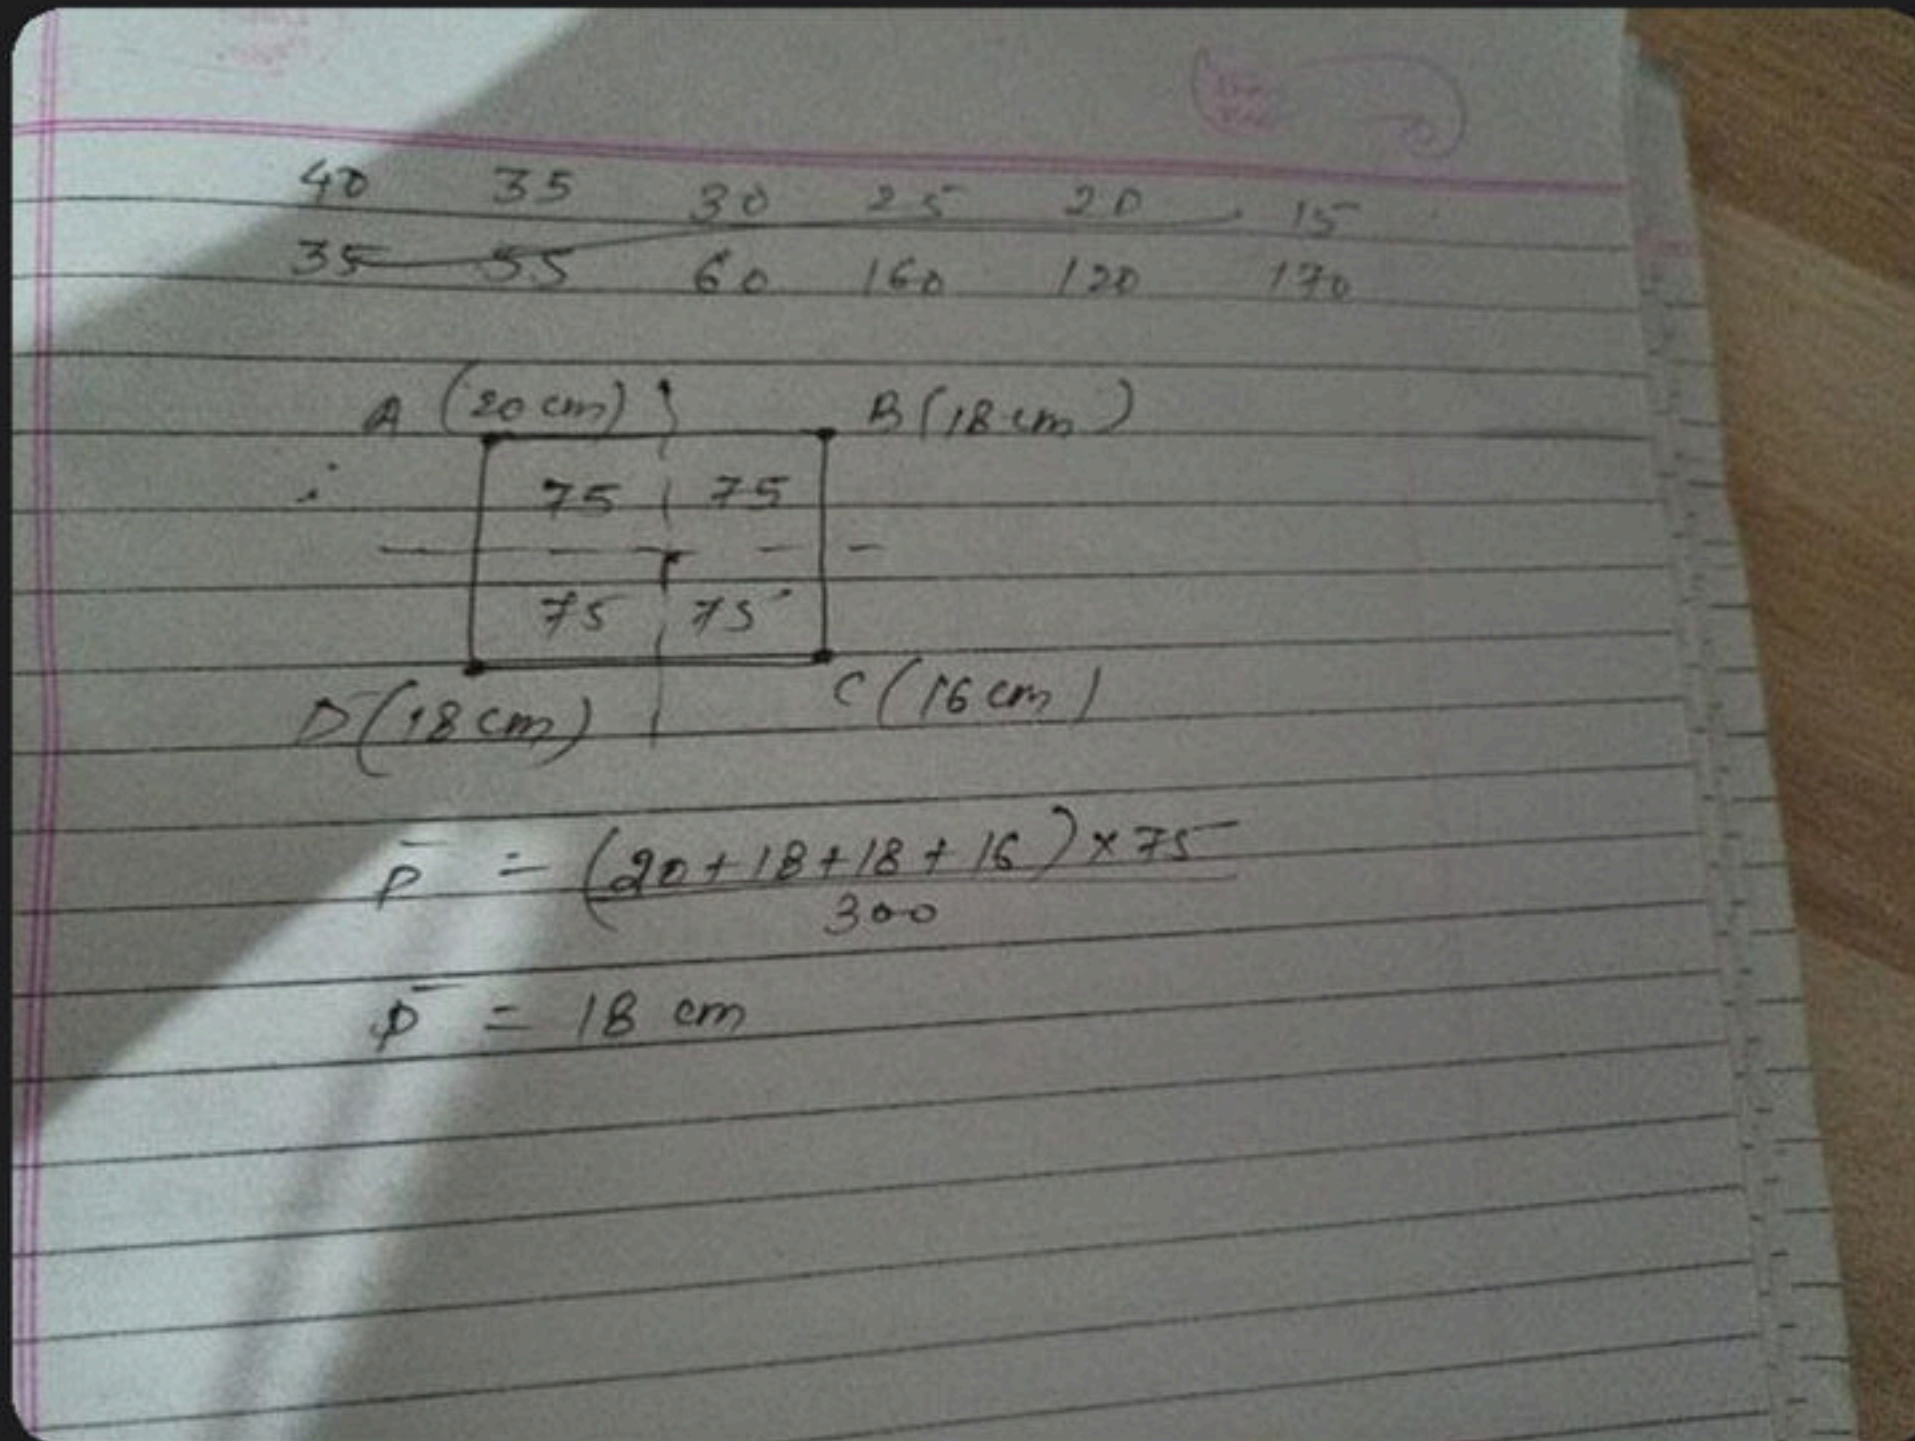 40 35 30 25 20 15
35 55 60 160 120 170
A (20 cm) B (18 cm)
75 75
75 75
D (18 cm) C (16 cm)
P̄ = (20 + 18 + 18 + 16) × 75
300
P̄ = 18 cm